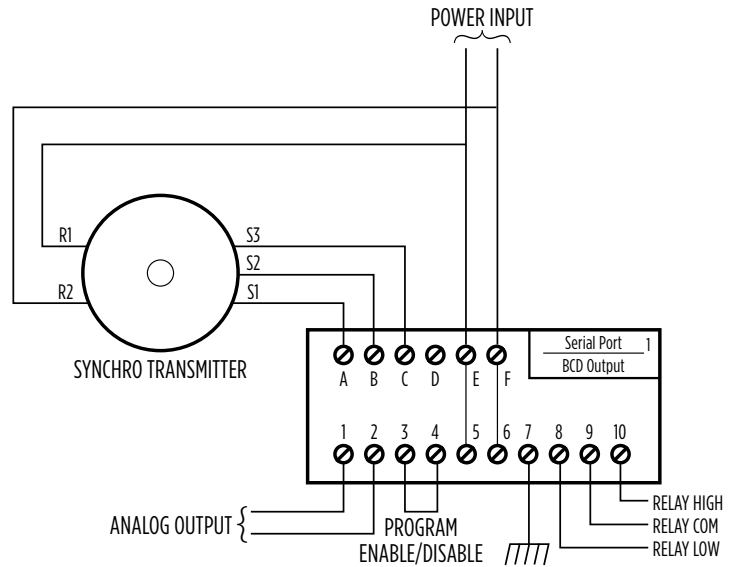 POWER INPUT
R1
S3
S2
R2
S1
SYNCHRO TRANSMITTER
Serial Port 1
BCD Output
A B C D E F
1 2 3 4 5 6 7 8 9 10
RELAY HIGH
ANALOG OUTPUT
PROGRAM
ENABLE/DISABLE
RELAY COM
RELAY LOW